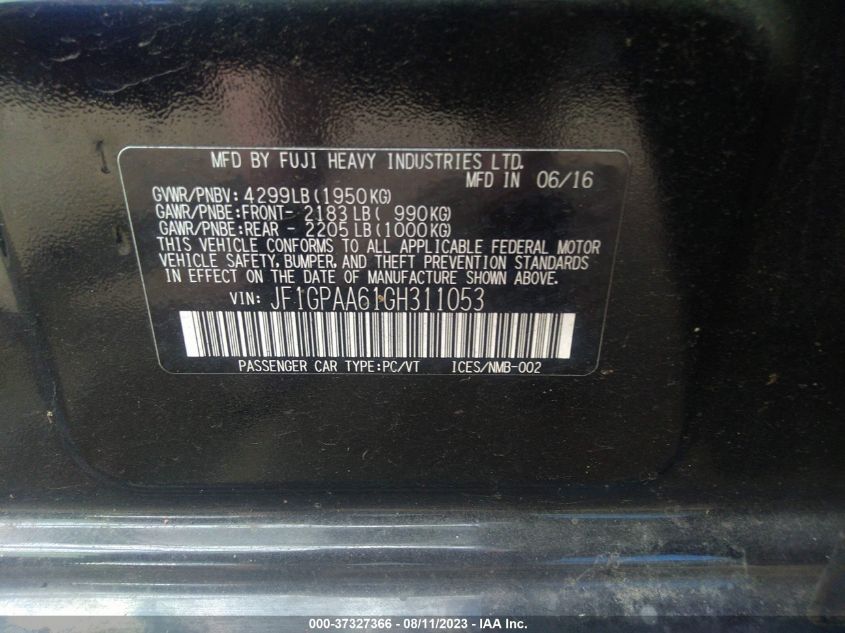 MFD BY FUJI HEAVY INDUSTRIES LTD.
MFD IN 06/16
GVWR/PNBV: 4299LB(1950KG)
GAWR/PNBE:FRONT- 2183 LB( 990KG)
GAWR/PNBE:REAR - 2205 LB(1000KG)
THIS VEHICLE CONFORMS TO ALL APPLICABLE FEDERAL MOTOR
VEHICLE SAFETY, BUMPER, AND THEFT PREVENTION STANDARDS
IN EFFECT ON THE DATE OF MANUFACTURE SHOWN ABOVE.
VIN: JF1GPAA61GH311053
PASSENGER CAR TYPE:PC/VT ICES/NMB-002
000-37327366 - 08/11/2023 - IAA Inc.